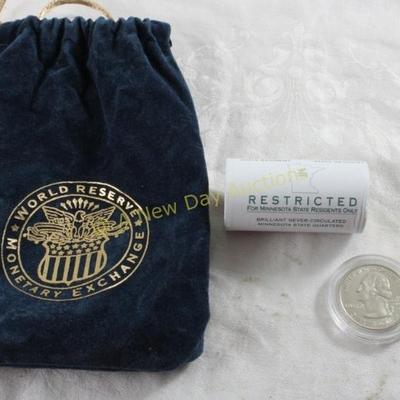 WORLD RESERVE
MONETARY EXCHANGE
A New Day Auctions
MN
RESTRICTED
FOR MINNESOTA STATE RESIDENTS ONLY
BRILLIANT NEVER-CIRCULATED
MINNESOTA STATE QUARTERS